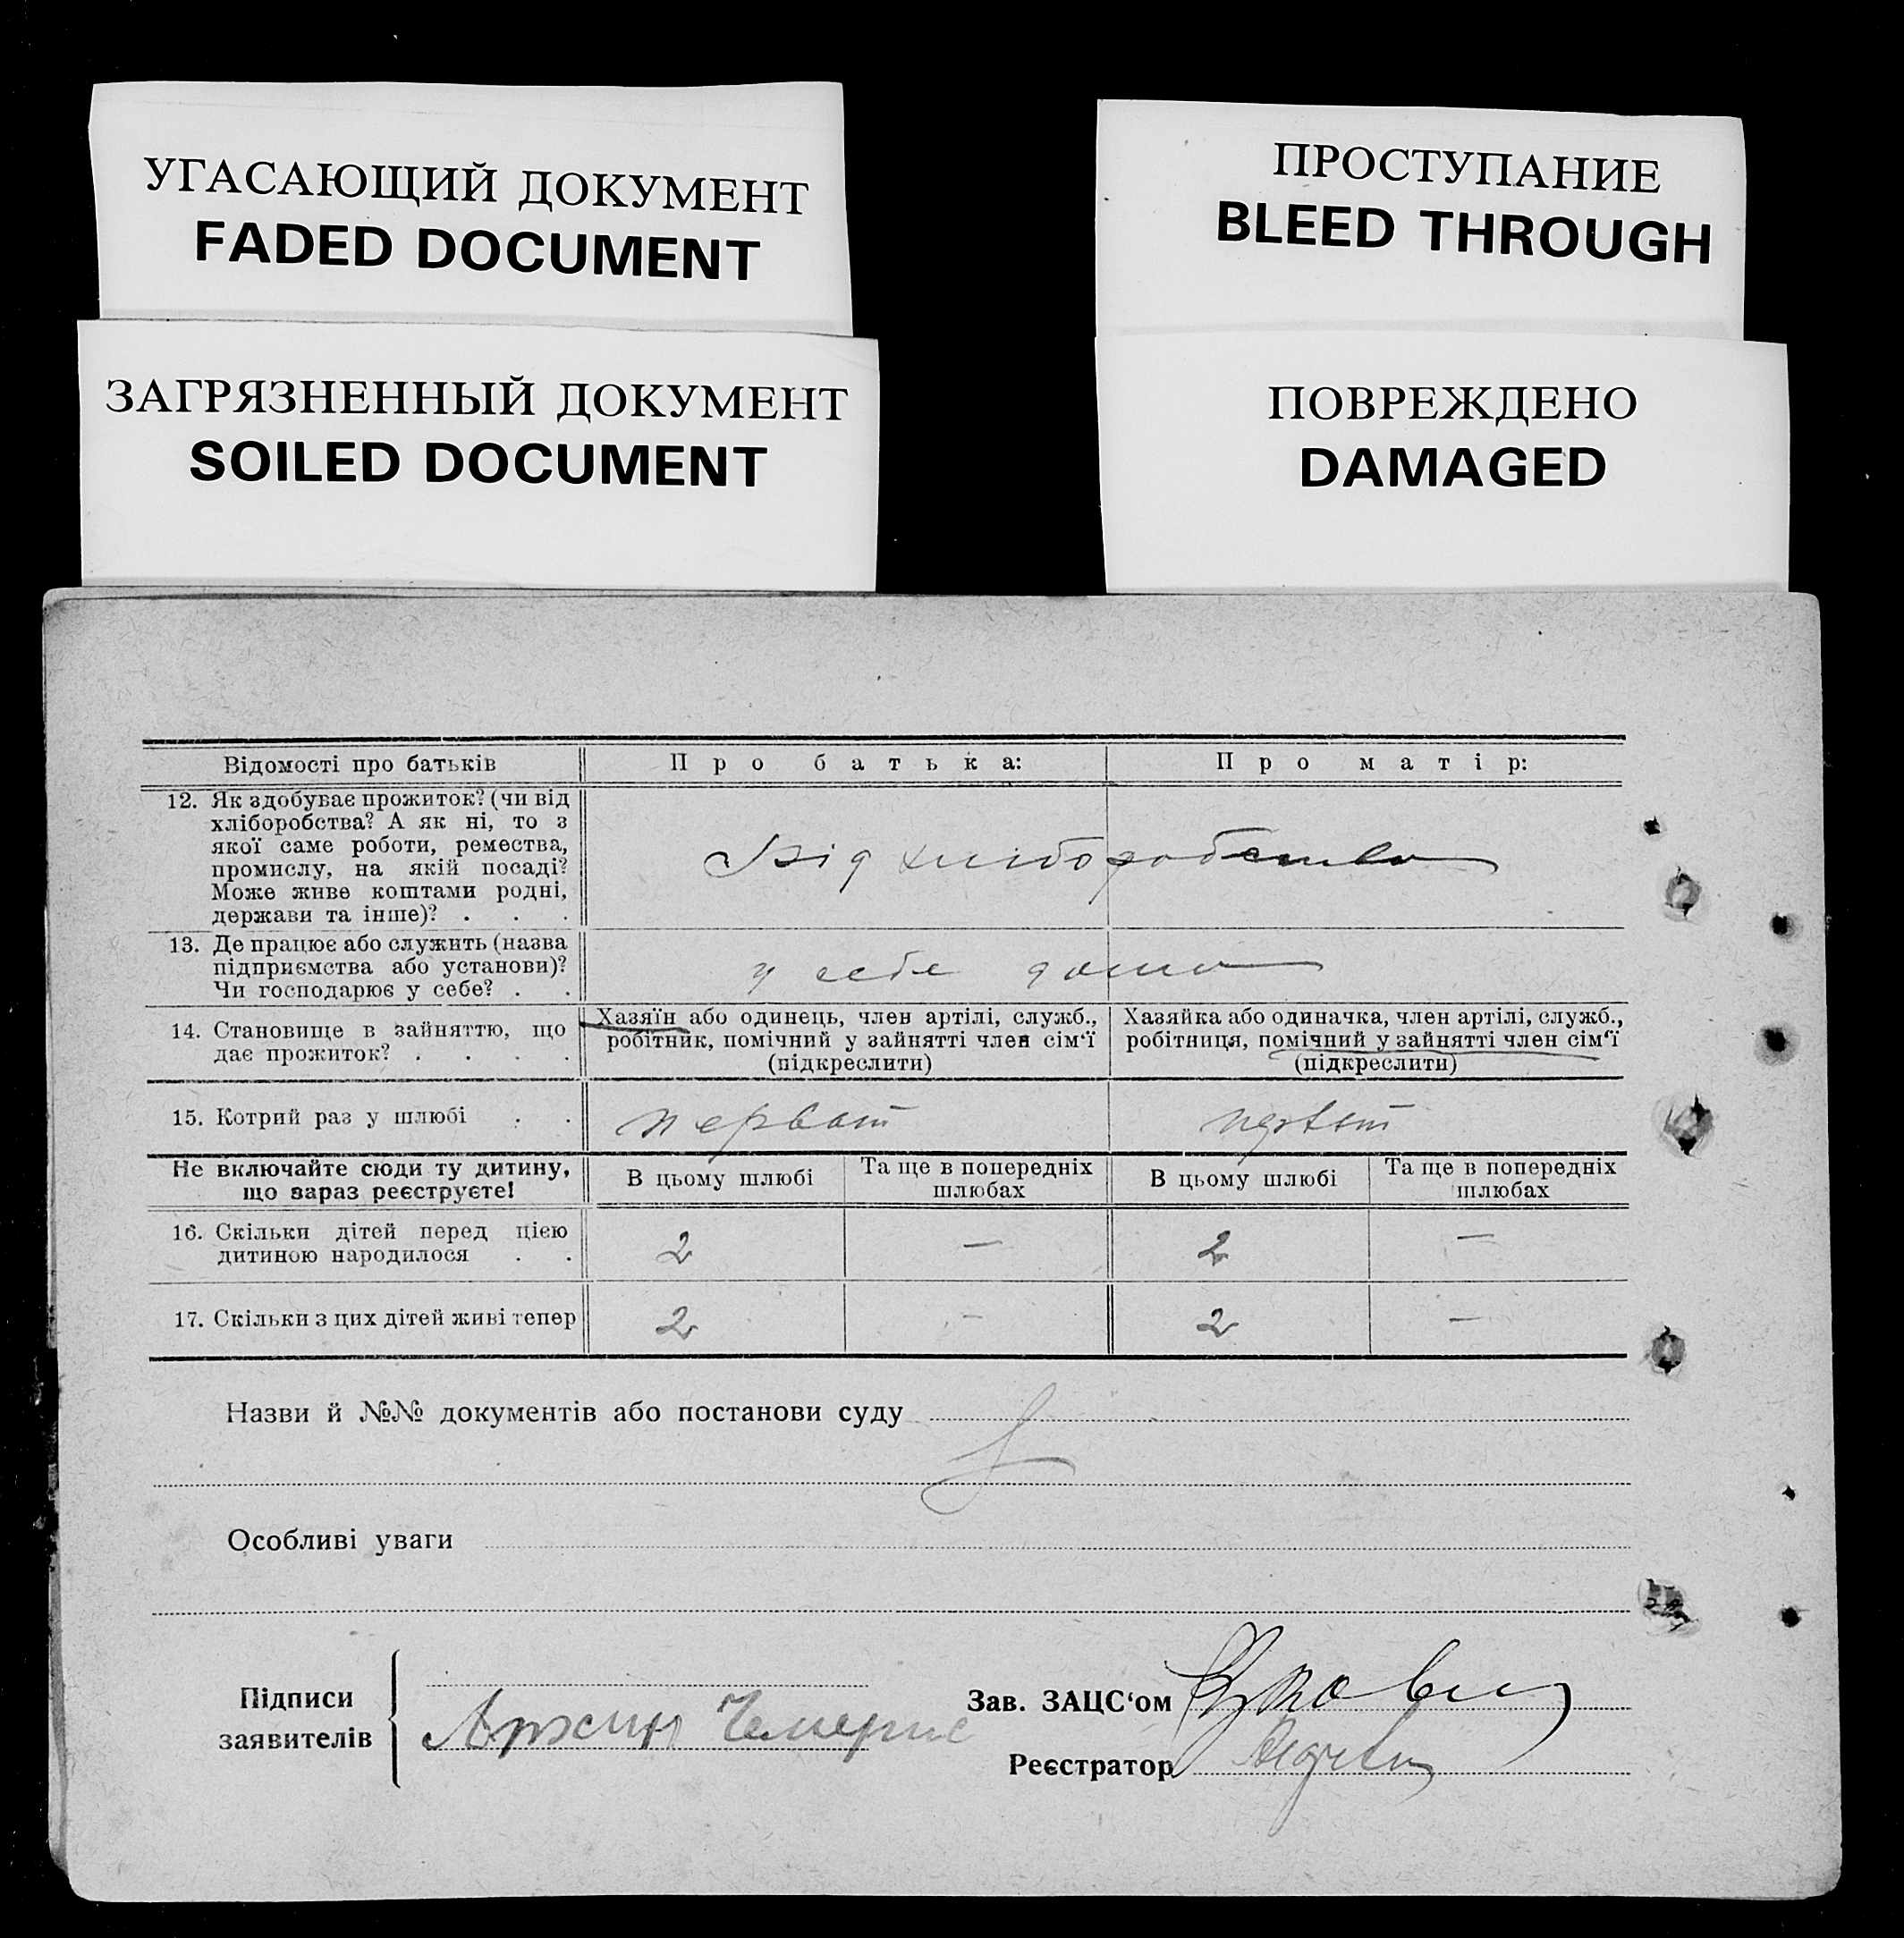 УГАСАЮЩИЙ ДОКУМЕНТ
FADED DOCUMENT
ПРОСТУПАНИЕ
BLEED THROUGH
ЗАГРЯЗНЕННЫЙ ДОКУМЕНТ
SOILED DOCUMENT
ПОВРЕЖДЕНО
DAMAGED
Відомості про батьків
Про батька:
Про матір:
12. Як здобуває прожиток? (чи від
хліборобства? А як ні, то з
якої саме роботи, ремества,
промислу, на якій посаді?
Може живе коштами родні,
держави та інше)? . . .
Від хліборобства
13. Де працює або служить (назва
підприємства або установи)?
Чи господарює у себе? . .
у себе дома
14. Становище в зайняттю, що
дає прожиток? . . . .
Хазяїн або одинець, член артілі, служб.,
робітник, помічний у зайнятті член сім‘ї
(підкреслити)
Хазяйка або одиначка, член артілі, служб.,
робітниця, помічний у зайнятті член сім‘ї
(підкреслити)
15. Котрий раз у шлюбі . .
Не включайте сюди ту дитину,
що зараз реєструєте!
В цьому шлюбі
Та ще в попередніх
шлюбах
В цьому шлюбі
Та ще в попередніх
шлюбах
16. Скільки дітей перед цією
дитиною народилося . .
2
—
2
—
17. Скільки з цих дітей живі тепер
2
—
2
—
Назви й №№ документів або постанови суду
Особливі уваги
Підписи
заявителів
Чемерис
Зав. ЗАЦС‘ом
Реєстратор